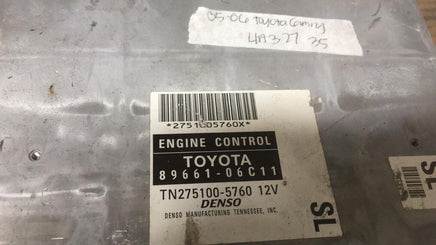 05-06 Toyota Camry
4A327 35
*2751005760X*
ENGINE CONTROL
TOYOTA
89661-06C11
TN275100-5760 12V
DENSO
DENSO MANUFACTURING TENNESSEE, INC.
SL
SL